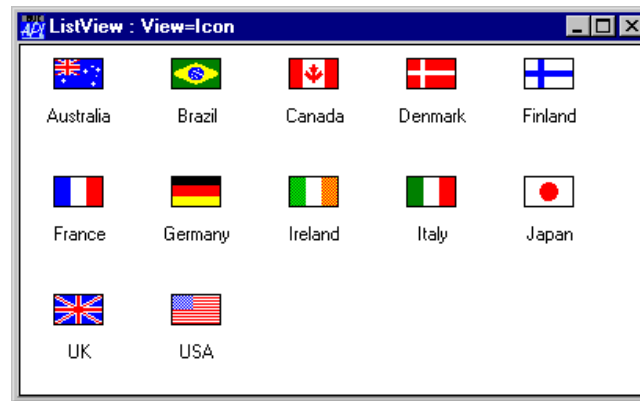 ListView : View=Icon
Australia Brazil Canada Denmark Finland
France Germany Ireland Italy Japan
UK USA